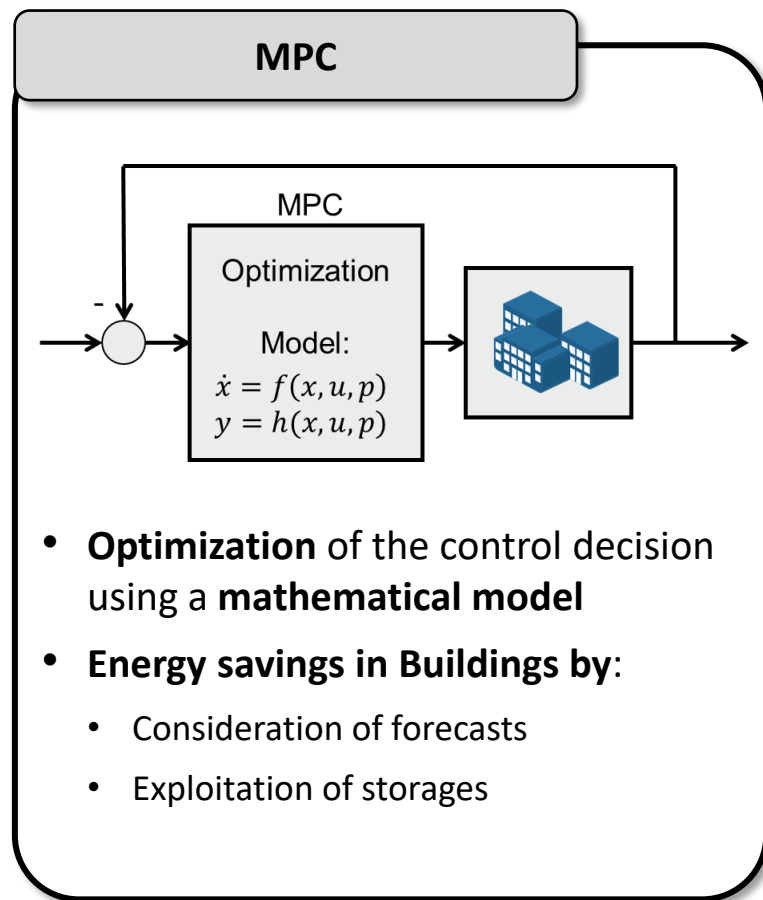 MPC
MPC
Optimization
-
Model:
ẋ = f(x, u, p)
y = h(x, u, p)
• Optimization of the control decision
using a mathematical model
• Energy savings in Buildings by:
• Consideration of forecasts
• Exploitation of storages